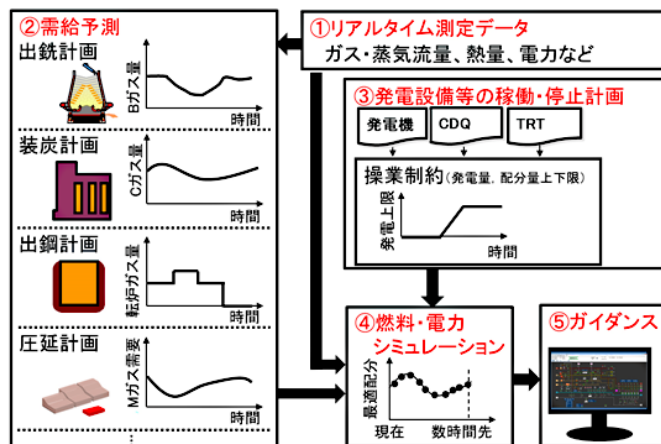 ②需給予測
出銑計画
Bガス量
時間
装炭計画
Cガス量
時間
出鋼計画
転炉ガス量
時間
圧延計画
Mガス需要
時間
…
①リアルタイム測定データ
ガス・蒸気流量、熱量、電力など
③発電設備等の稼働・停止計画
発電機 CDQ TRT
操業制約(発電量, 配分量上下限)
発電上限
時間
④燃料・電力
シミュレーション
最適配分
現在 数時間先
⑤ガイダンス